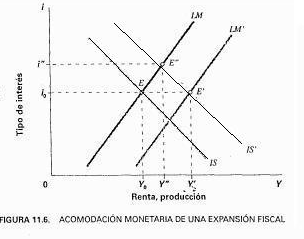 i
LM
LM'
i''
E''
Tipo de interés
i₀
E
E'
IS'
IS
0
Y₀
Y''
Y'
Y
Renta, producción
FIGURA 11.6. ACOMODACIÓN MONETARIA DE UNA EXPANSIÓN FISCAL